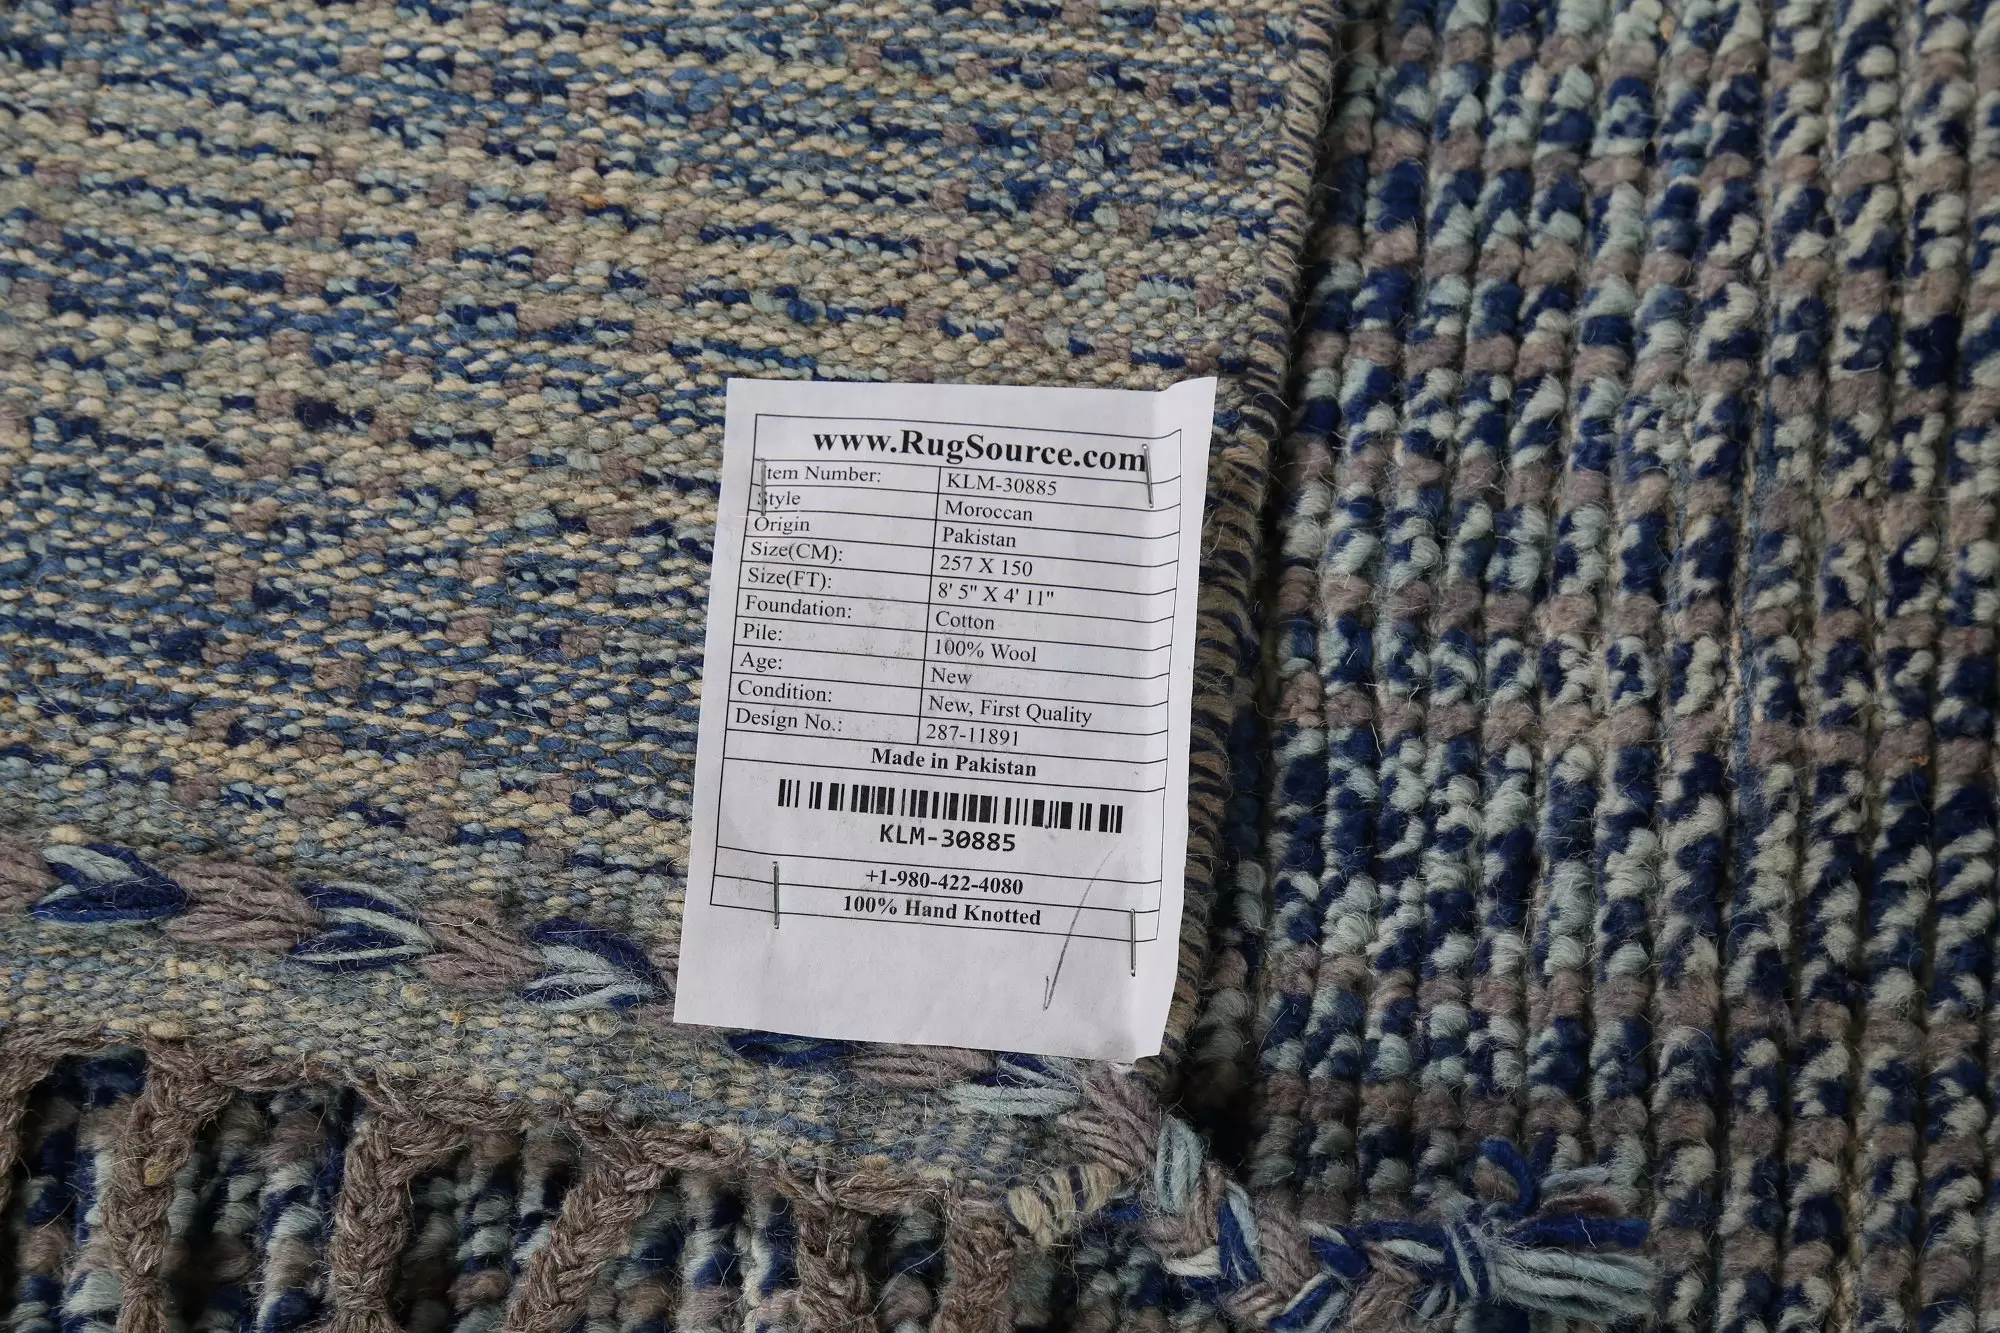 www.RugSource.com
Item Number: KLM-30885
Style Moroccan
Origin Pakistan
Size(CM): 257 X 150
Size(FT): 8' 5" X 4' 11"
Foundation: Cotton
Pile: 100% Wool
Age: New
Condition: New, First Quality
Design No.: 287-11891
Made in Pakistan
KLM-30885
+1-980-422-4080
100% Hand Knotted